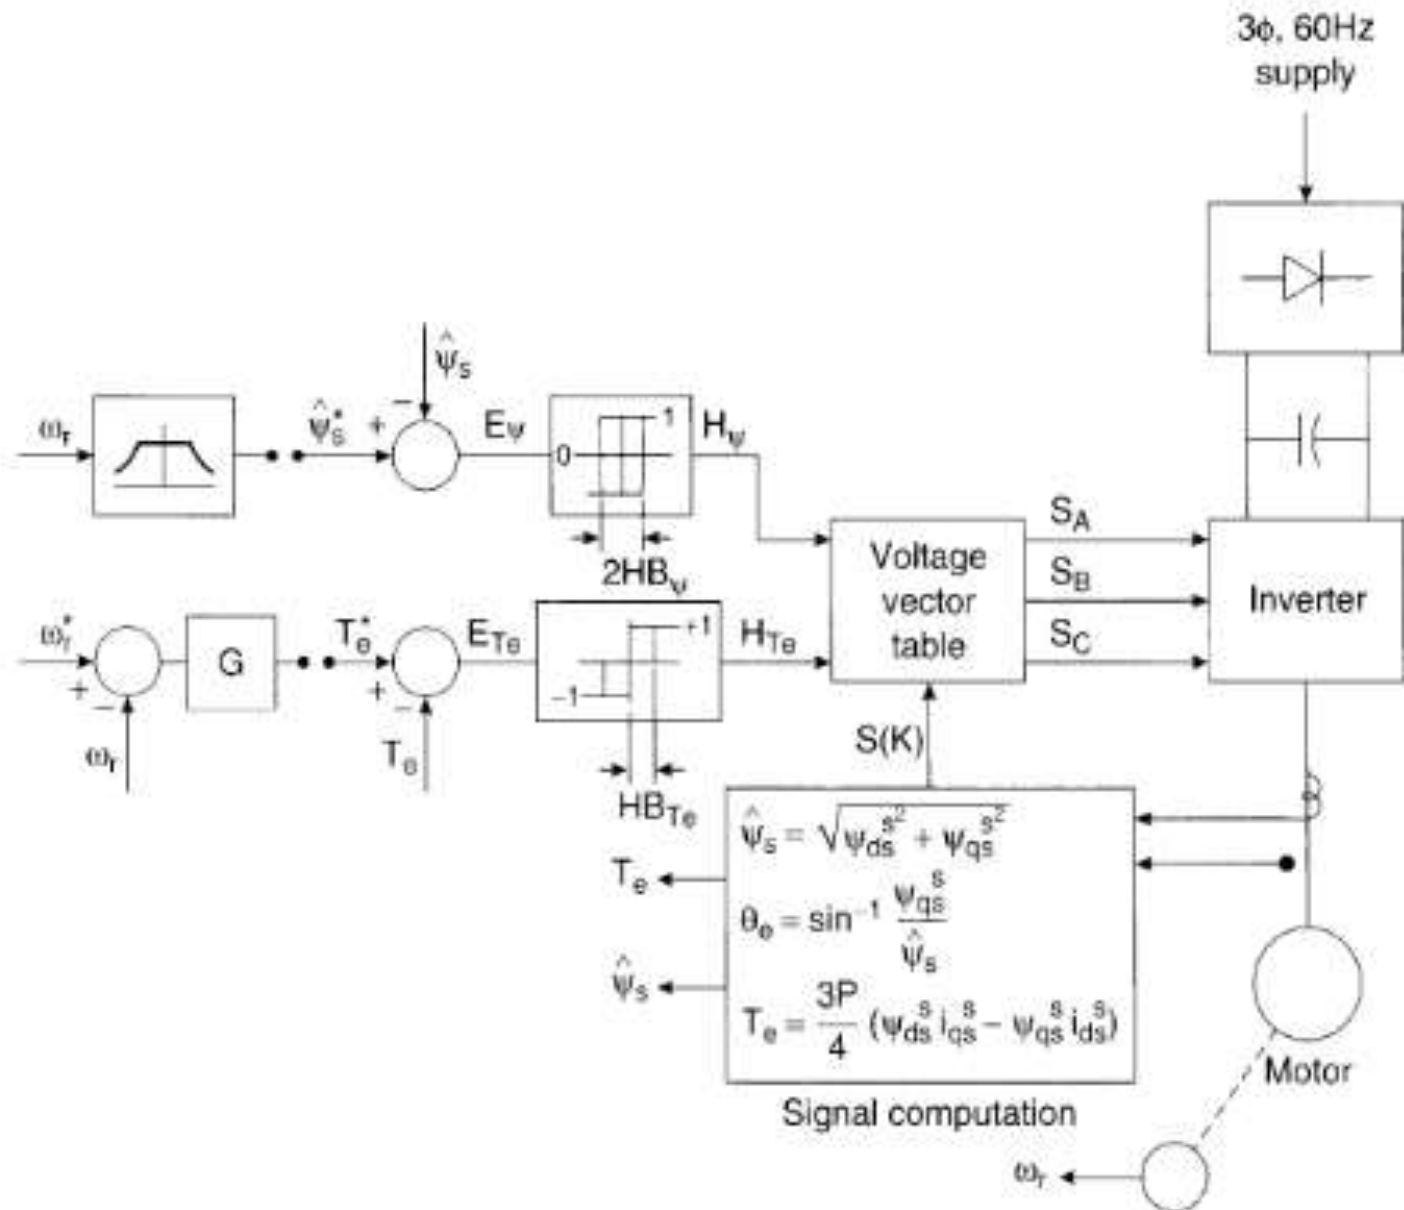 3ϕ, 60Hz
supply
ψ̂s
ωr
ψ̂s*
+
−
Eψ
0
1
Hψ
2HBψ
Voltage
vector
table
SA
SB
SC
Inverter
ωr*
+
−
ωr
G
Te*
+
−
Te
ETe
+1
−1
HTe
HBTe
S(K)
ψ̂s = √(ψds^s² + ψqs^s²)
Te
θe = sin⁻¹ ψqs^s / ψ̂s
ψ̂s
Te = 3P/4 (ψds^s iqs^s − ψqs^s ids^s)
Signal computation
Motor
ωr